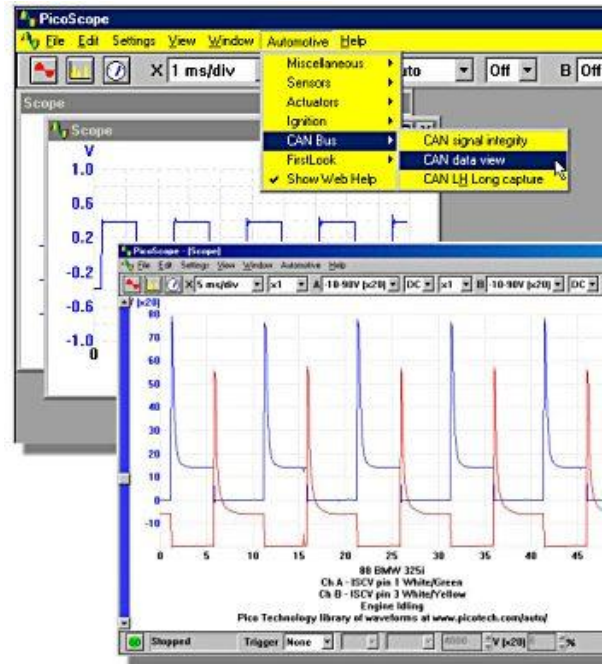 PicoScope
File Edit Settings View Window Automotive Help
X 1 ms/div Off B Off
Miscellaneous
Sensors
Actuators
Ignition
CAN Bus
FirstLook
Show Web Help
CAN signal integrity
CAN data view
CAN LH Long capture
Scope
Scope
V
1.0
0.6
0.2
-0.2
-0.6
-1.0
0
PicoScope - [Scope]
File Edit Settings View Window Automotive Help
X 5 ms/div x1 A -10-90V (x20) DC x1 B -10-90V (x20) DC
V (x20)
80
70
60
50
40
30
20
10
0
-10
0 5 10 15 20 25 30 35 40 45
88 BMW 325i
Ch A - ISCV pin 1 White/Green
Ch B - ISCV pin 3 White/Yellow
Engine Idling
Pico Technology library of waveforms at www.picotech.com/auto/
GO Stopped Trigger None V (x20) %